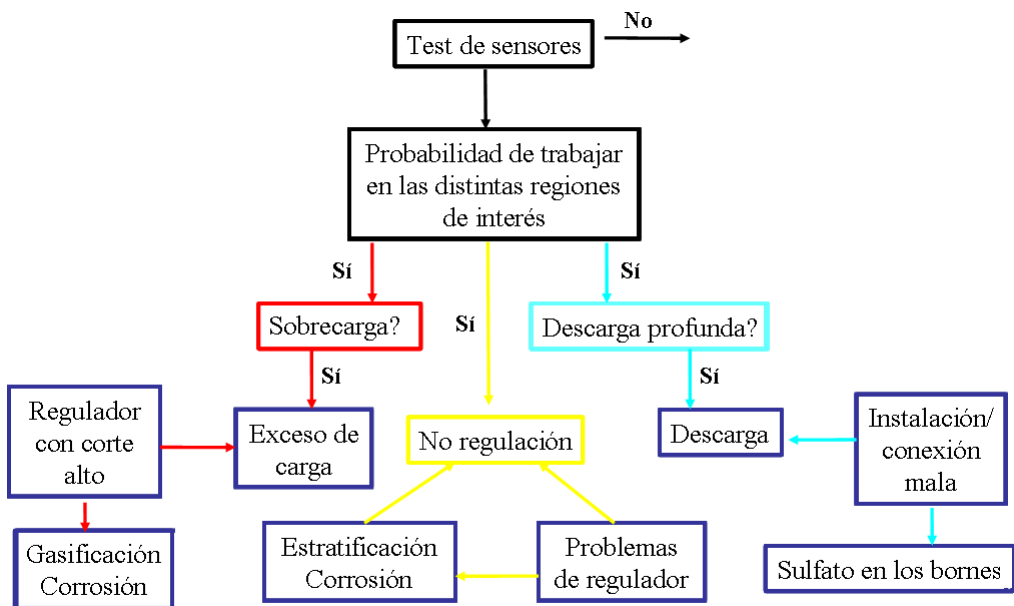 No
Test de sensores
Probabilidad de trabajar
en las distintas regiones
de interés
Sí
Sí
Sí
Sobrecarga?
Descarga profunda?
Sí
Sí
Regulador
con corte
alto
Exceso de
carga
No regulación
Descarga
Instalación/
conexión
mala
Gasificación
Corrosión
Estratificación
Corrosión
Problemas
de regulador
Sulfato en los bornes